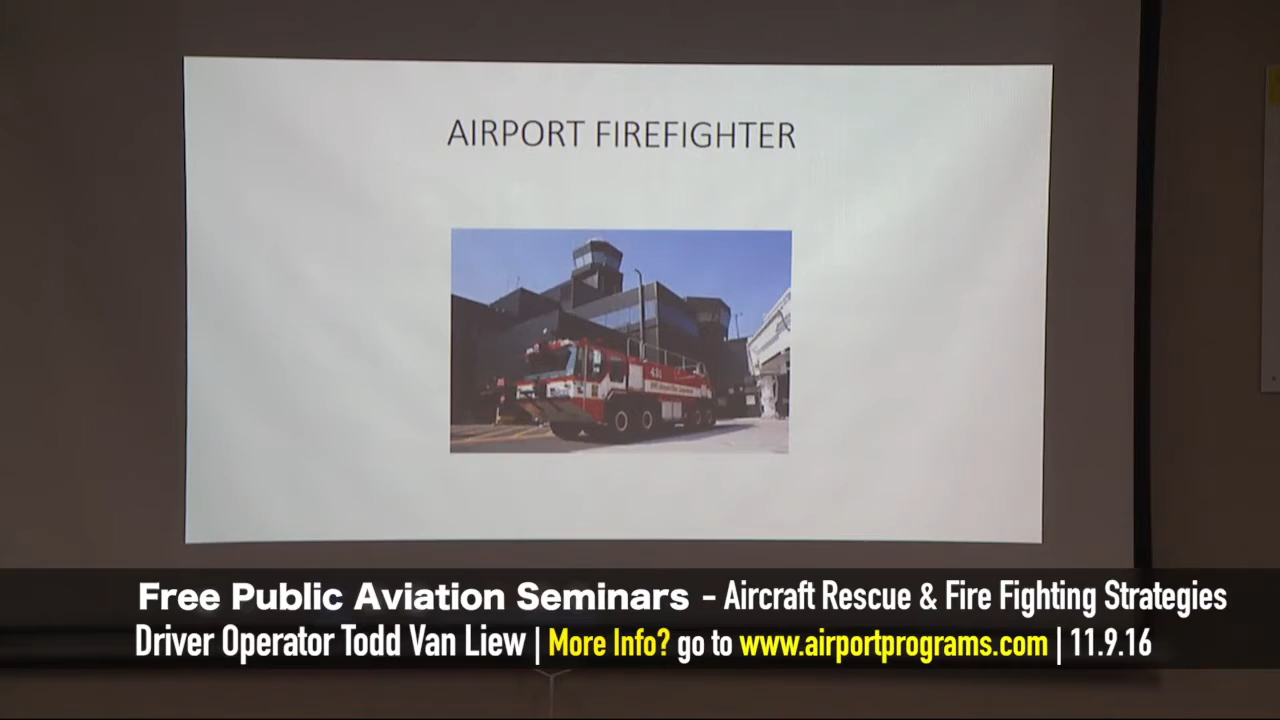 AIRPORT FIREFIGHTER
Free Public Aviation Seminars - Aircraft Rescue & Fire Fighting Strategies
Driver Operator Todd Van Liew | More Info? go to www.airportprograms.com | 11.9.16